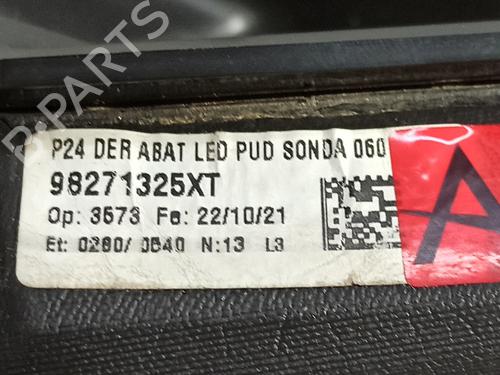 P24 DER ABAT LED PUD SONDA 060
98271325XT
Op: 3573 Fe: 22/10/21
Et: 0280/ 0540 N:13 L3
A
B-PARTS